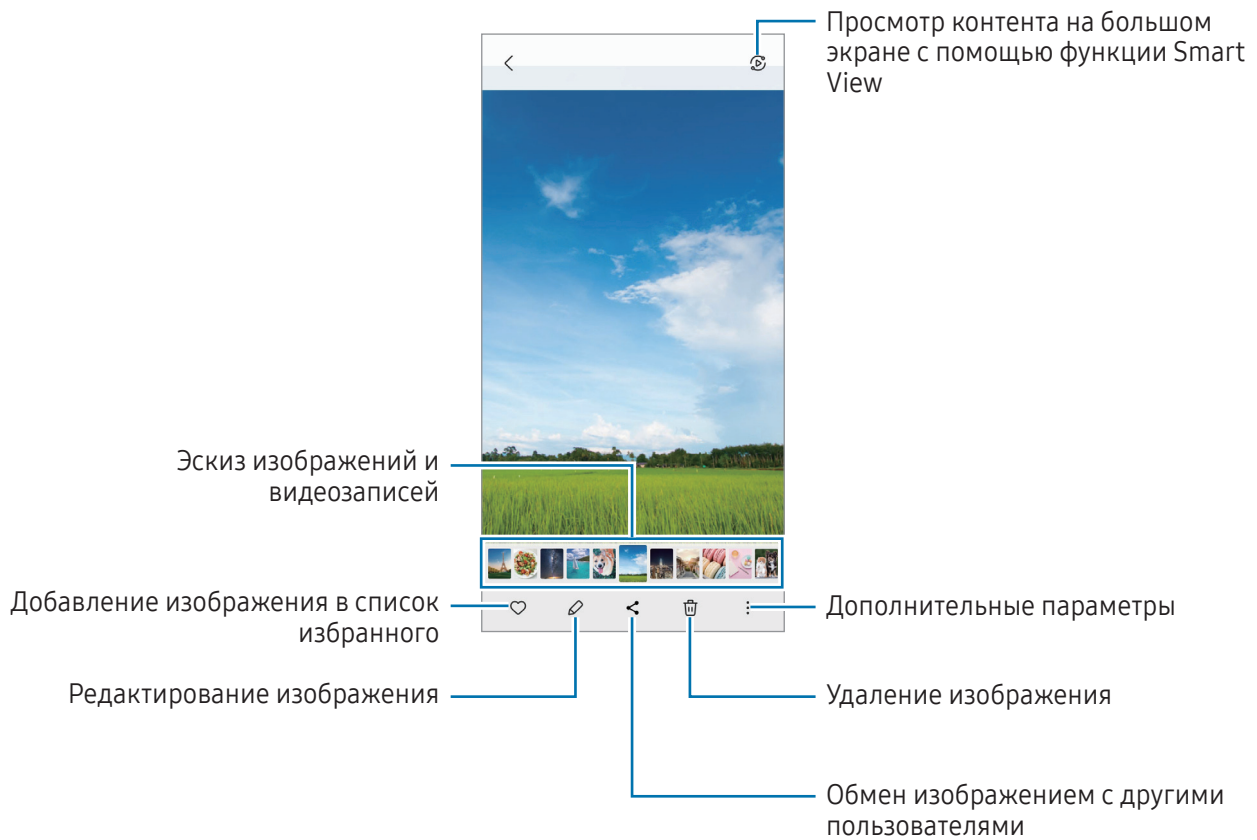 Просмотр контента на большом
экране с помощью функции Smart
View
Эскиз изображений и
видеозаписей
Добавление изображения в список
избранного
Дополнительные параметры
Редактирование изображения
Удаление изображения
Обмен изображением с другими
пользователями